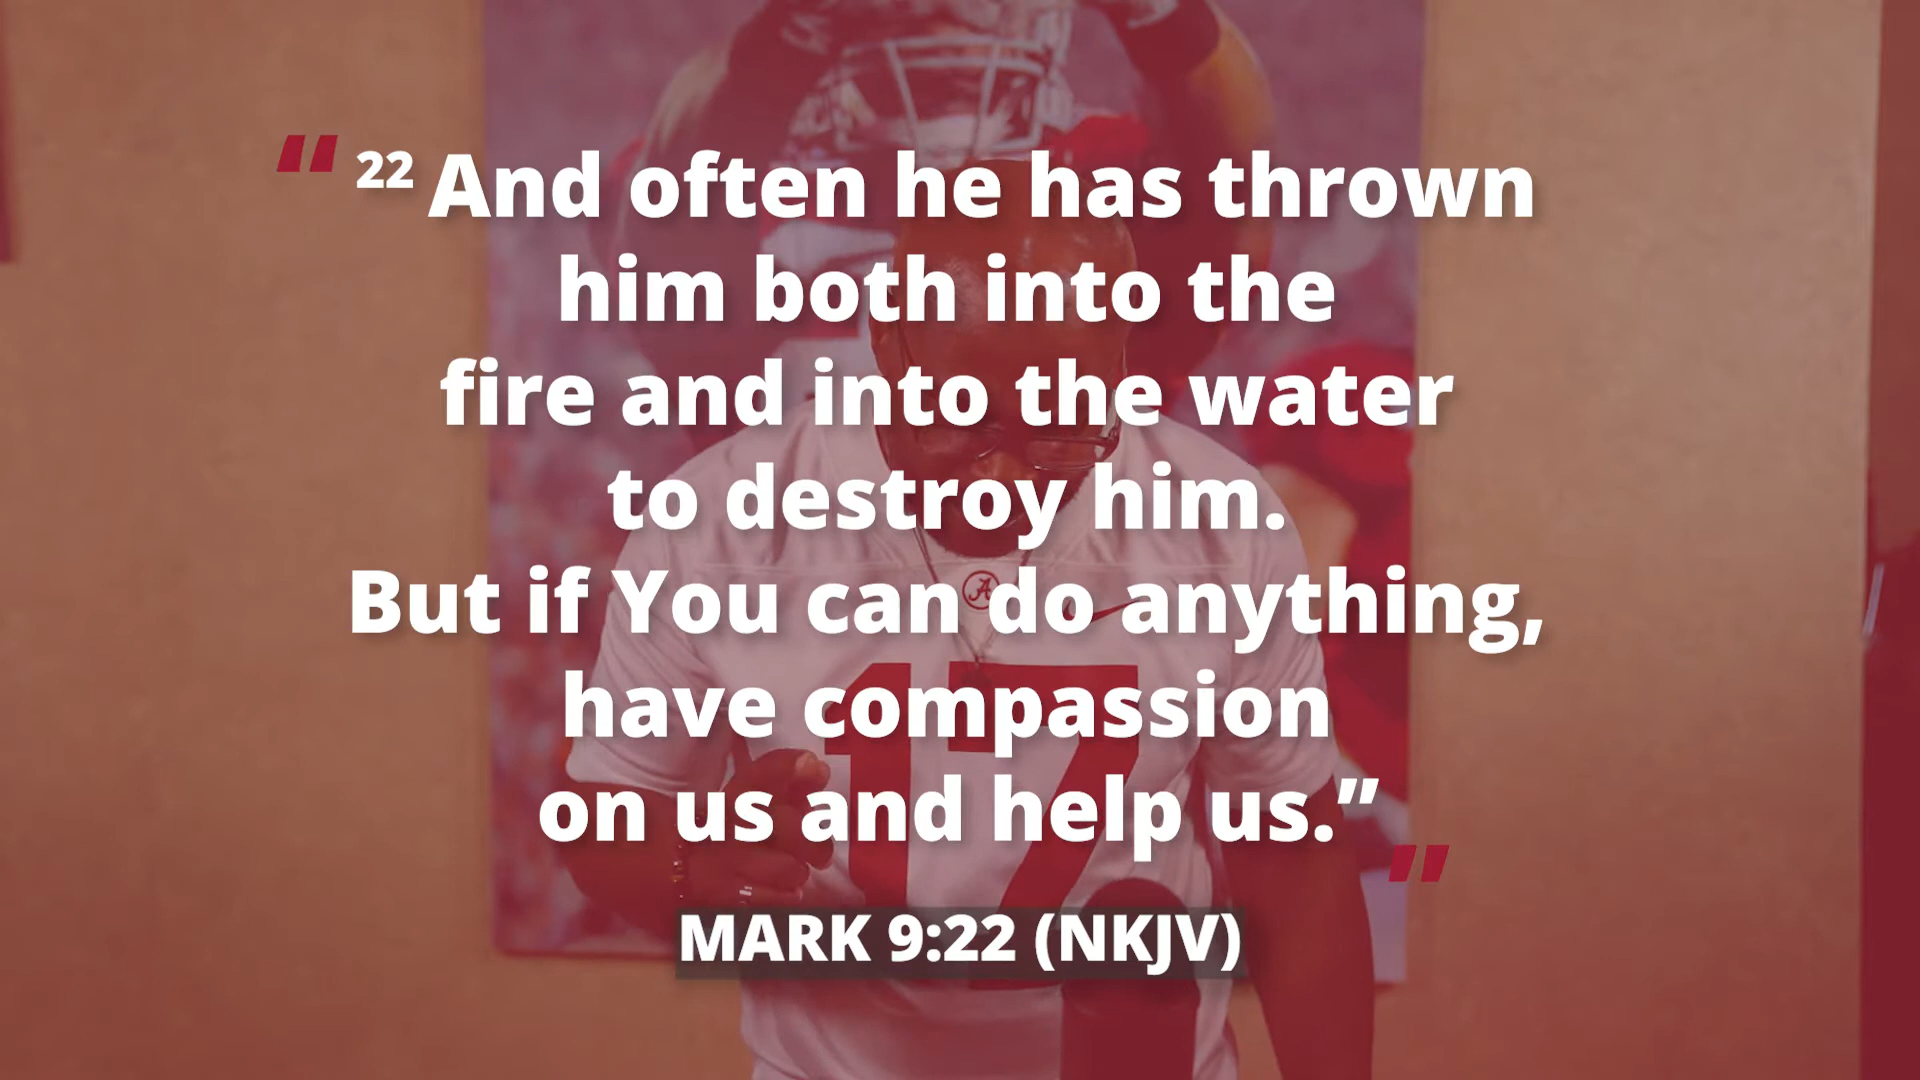 “ 22 And often he has thrown
him both into the
fire and into the water
to destroy him.
But if You can do anything,
have compassion
on us and help us.” ”
MARK 9:22 (NKJV)
A
17